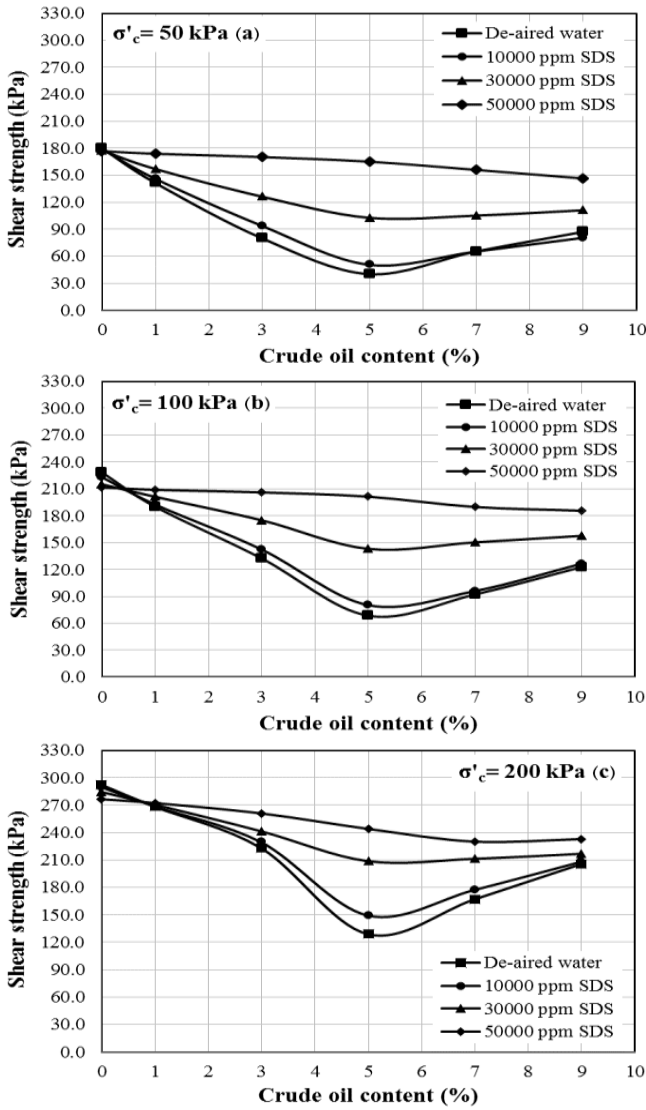 σ'c= 50 kPa (a)
De-aired water
10000 ppm SDS
30000 ppm SDS
50000 ppm SDS
Shear strength (kPa)
330.0
300.0
270.0
240.0
210.0
180.0
150.0
120.0
90.0
60.0
30.0
0.0
0 1 2 3 4 5 6 7 8 9 10
Crude oil content (%)
σ'c= 100 kPa (b)
De-aired water
10000 ppm SDS
30000 ppm SDS
50000 ppm SDS
Shear strength (kPa)
330.0
300.0
270.0
240.0
210.0
180.0
150.0
120.0
90.0
60.0
30.0
0.0
0 1 2 3 4 5 6 7 8 9 10
Crude oil content (%)
σ'c= 200 kPa (c)
De-aired water
10000 ppm SDS
30000 ppm SDS
50000 ppm SDS
Shear strength (kPa)
330.0
300.0
270.0
240.0
210.0
180.0
150.0
120.0
90.0
60.0
30.0
0.0
0 1 2 3 4 5 6 7 8 9 10
Crude oil content (%)